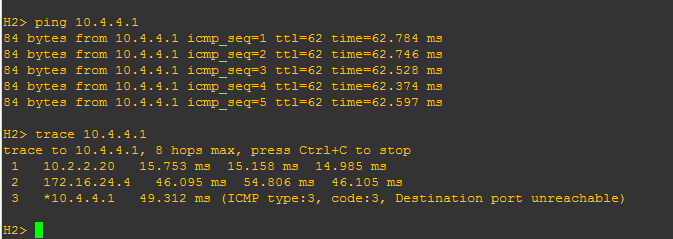 H2> ping 10.4.4.1
84 bytes from 10.4.4.1 icmp_seq=1 ttl=62 time=62.784 ms
84 bytes from 10.4.4.1 icmp_seq=2 ttl=62 time=62.746 ms
84 bytes from 10.4.4.1 icmp_seq=3 ttl=62 time=62.528 ms
84 bytes from 10.4.4.1 icmp_seq=4 ttl=62 time=62.374 ms
84 bytes from 10.4.4.1 icmp_seq=5 ttl=62 time=62.597 ms
H2> trace 10.4.4.1
trace to 10.4.4.1, 8 hops max, press Ctrl+C to stop
1 10.2.2.20 15.753 ms 15.158 ms 14.985 ms
2 172.16.24.4 46.095 ms 54.806 ms 46.105 ms
3 *10.4.4.1 49.312 ms (ICMP type:3, code:3, Destination port unreachable)
H2>